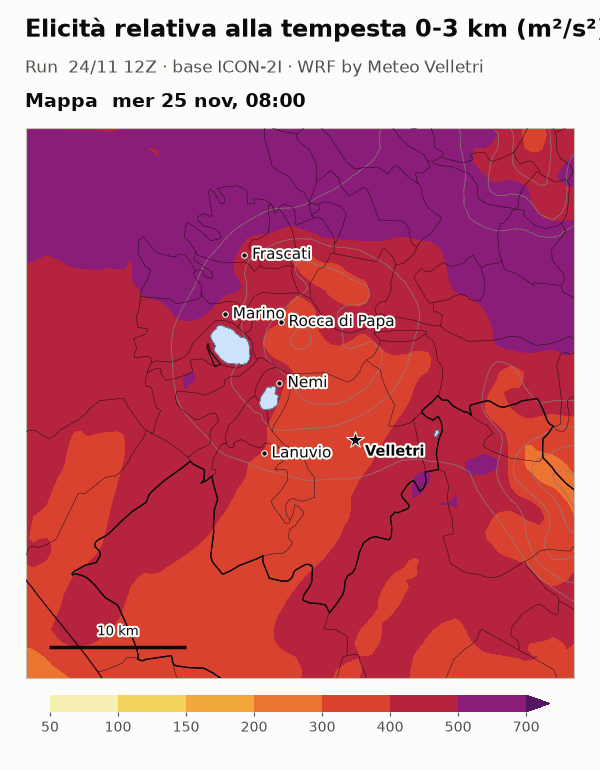 Elicità relativa alla tempesta 0-3 km (m²/s²)
Run  24/11 12Z · base ICON-2I · WRF by Meteo Velletri
Mappa  mer 25 nov, 08:00
Frascati
Marino
Rocca di Papa
Nemi
Velletri
Lanuvio
10 km
50 100 150 200 300 400 500 700